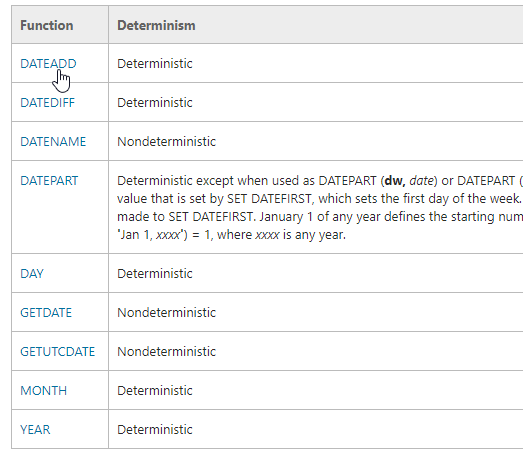 Function Determinism
DATEADD Deterministic
DATEDIFF Deterministic
DATENAME Nondeterministic
DATEPART Deterministic except when used as DATEPART (dw, date) or DATEPART (
value that is set by SET DATEFIRST, which sets the first day of the week.
made to SET DATEFIRST. January 1 of any year defines the starting num
'Jan 1, xxxx') = 1, where xxxx is any year.
DAY Deterministic
GETDATE Nondeterministic
GETUTCDATE Nondeterministic
MONTH Deterministic
YEAR Deterministic